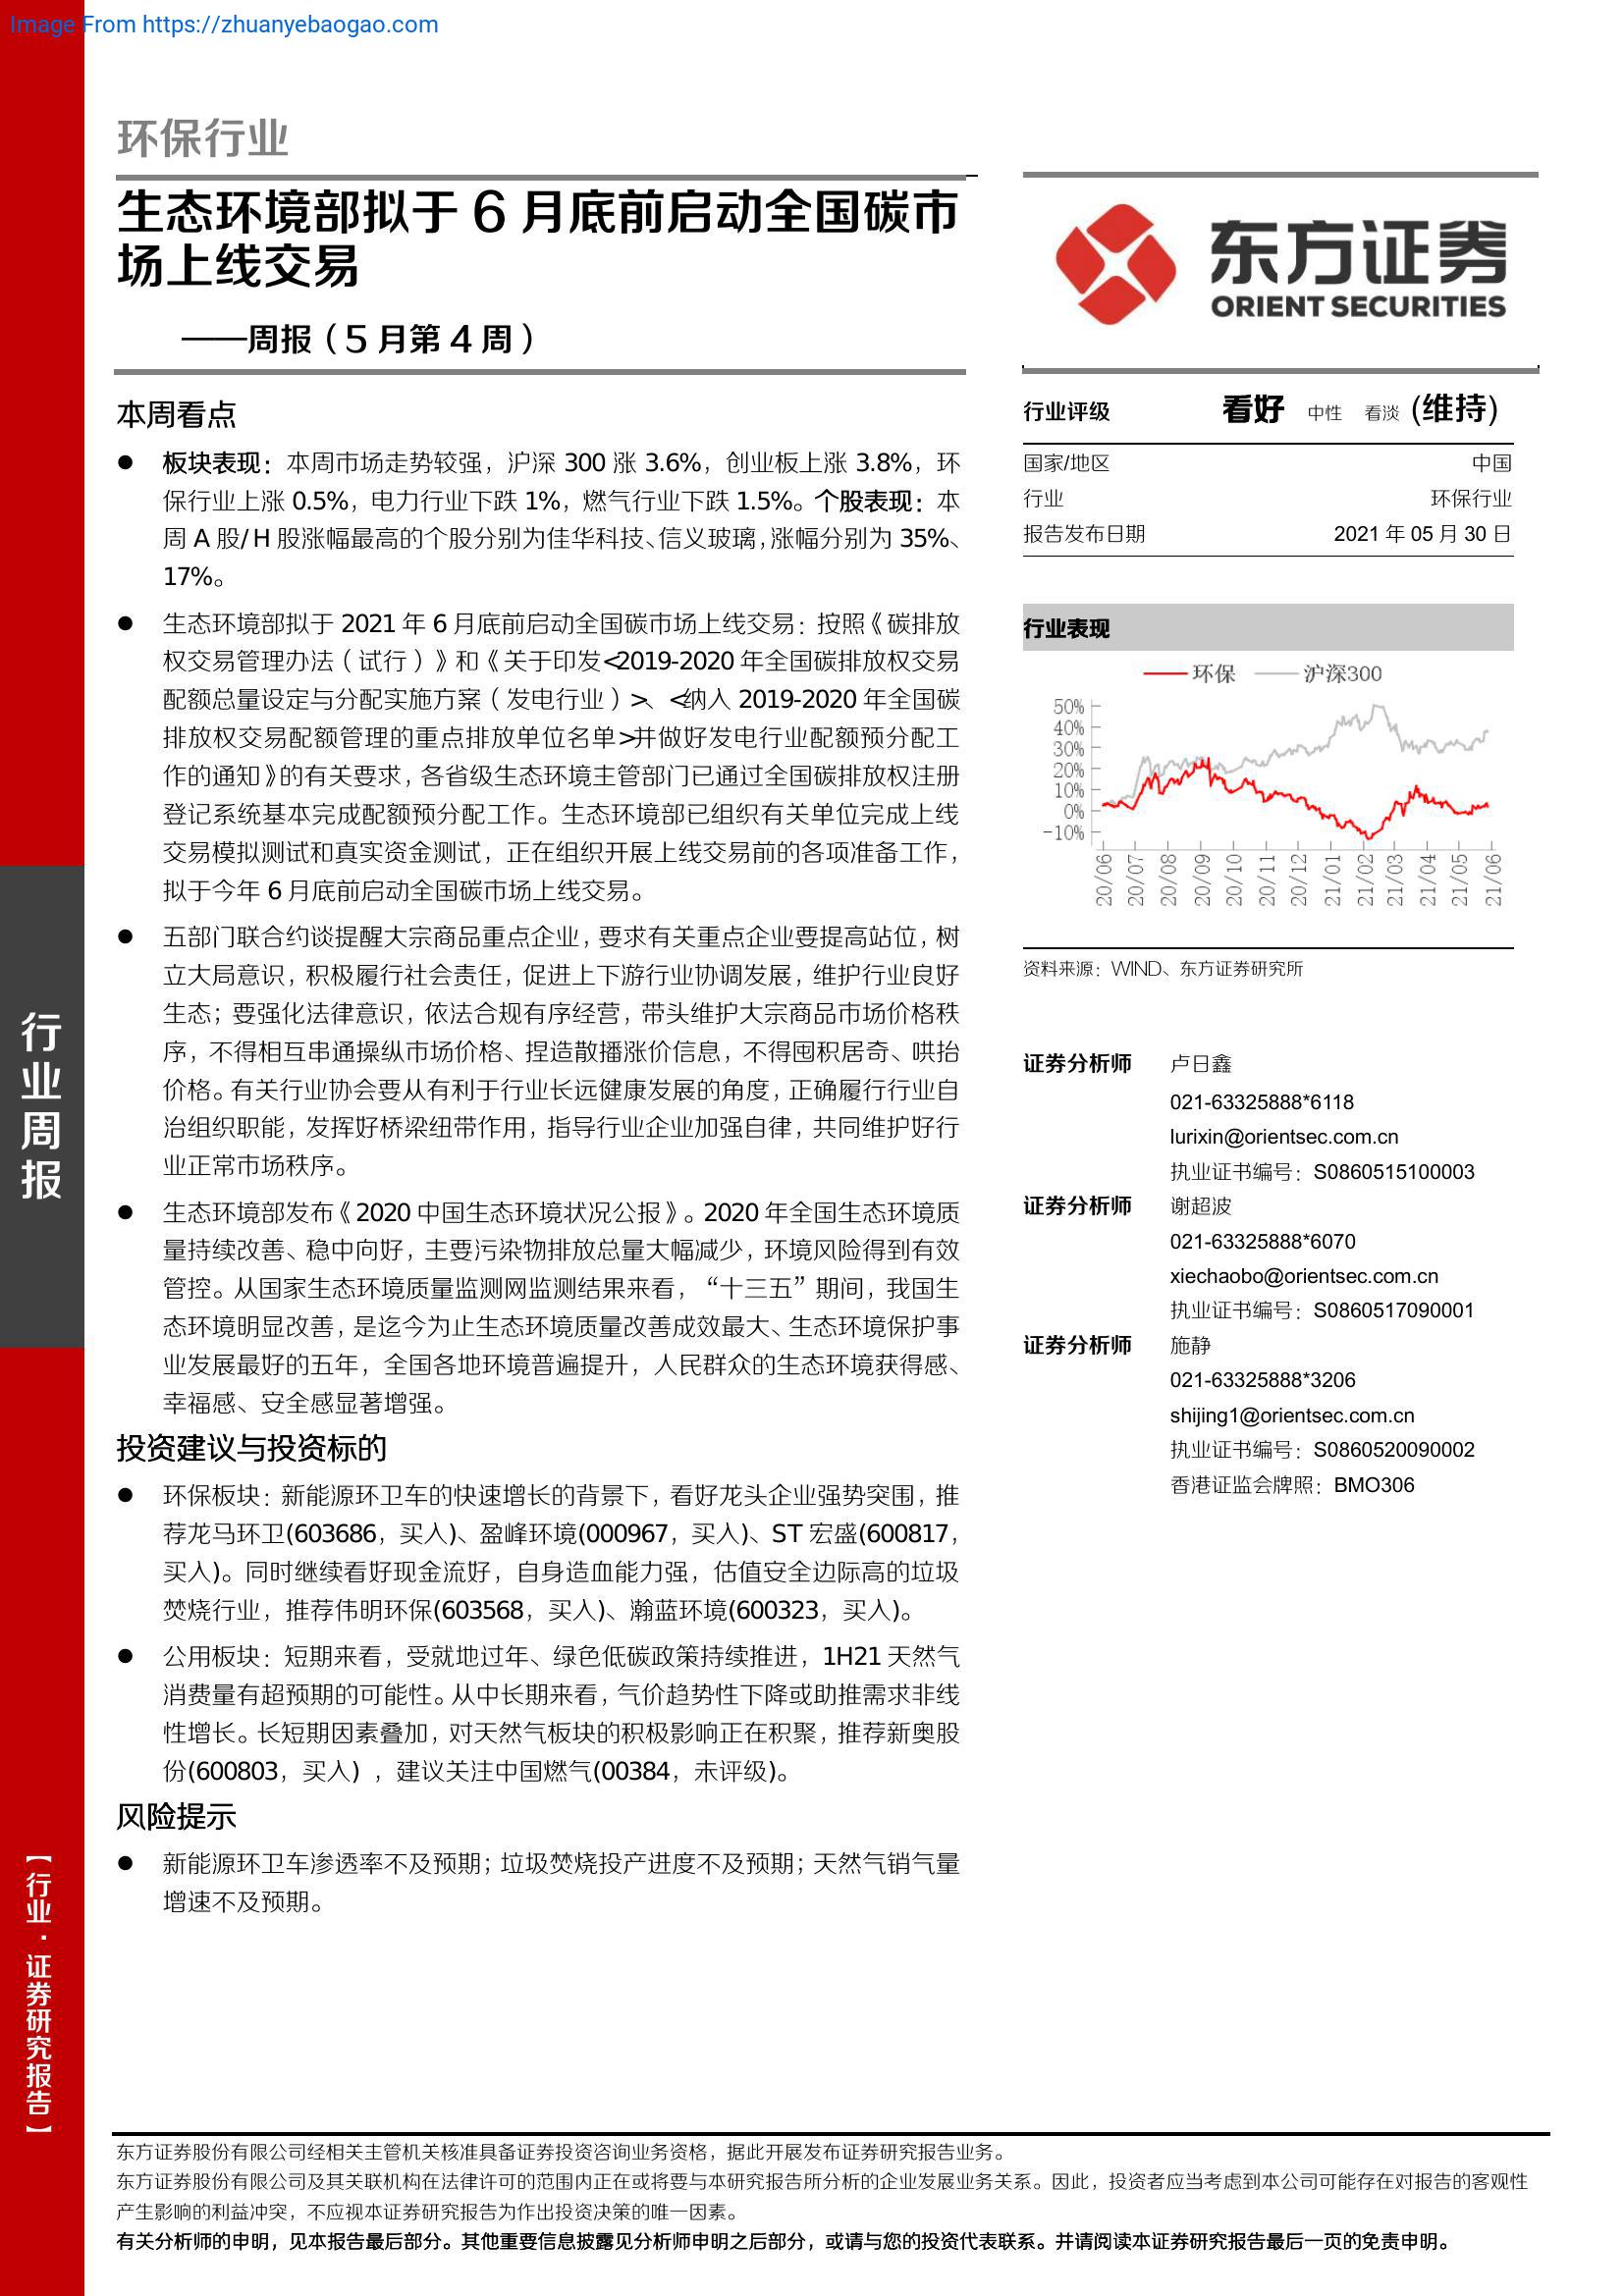 Image From https://zhuanyebaogao.com
环保行业
生态环境部拟于 6 月底前启动全国碳市
场上线交易
——周报（5 月第 4 周）
本周看点
● 板块表现：本周市场走势较强，沪深 300 涨 3.6%，创业板上涨 3.8%，环
保行业上涨 0.5%，电力行业下跌 1%，燃气行业下跌 1.5%。个股表现：本
周 A 股/H 股涨幅最高的个股分别为佳华科技、信义玻璃，涨幅分别为 35%、
17%。
● 生态环境部拟于 2021 年 6 月底前启动全国碳市场上线交易：按照《碳排放
权交易管理办法（试行）》和《关于印发<2019-2020 年全国碳排放权交易
配额总量设定与分配实施方案（发电行业）>、<纳入 2019-2020 年全国碳
排放权交易配额管理的重点排放单位名单>并做好发电行业配额预分配工
作的通知》的有关要求，各省级生态环境主管部门已通过全国碳排放权注册
登记系统基本完成配额预分配工作。生态环境部已组织有关单位完成上线
交易模拟测试和真实资金测试，正在组织开展上线交易前的各项准备工作，
拟于今年 6 月底前启动全国碳市场上线交易。
● 五部门联合约谈提醒大宗商品重点企业，要求有关重点企业要提高站位，树
立大局意识，积极履行社会责任，促进上下游行业协调发展，维护行业良好
生态；要强化法律意识，依法合规有序经营，带头维护大宗商品市场价格秩
序，不得相互串通操纵市场价格、捏造散播涨价信息，不得囤积居奇、哄抬
价格。有关行业协会要从有利于行业长远健康发展的角度，正确履行行业自
治组织职能，发挥好桥梁纽带作用，指导行业企业加强自律，共同维护好行
业正常市场秩序。
● 生态环境部发布《2020 中国生态环境状况公报》。2020 年全国生态环境质
量持续改善、稳中向好，主要污染物排放总量大幅减少，环境风险得到有效
管控。从国家生态环境质量监测网监测结果来看，“十三五”期间，我国生
态环境明显改善，是迄今为止生态环境质量改善成效最大、生态环境保护事
业发展最好的五年，全国各地环境普遍提升，人民群众的生态环境获得感、
幸福感、安全感显著增强。
投资建议与投资标的
● 环保板块：新能源环卫车的快速增长的背景下，看好龙头企业强势突围，推
荐龙马环卫(603686，买入)、盈峰环境(000967，买入)、ST 宏盛(600817，
买入)。同时继续看好现金流好，自身造血能力强，估值安全边际高的垃圾
焚烧行业，推荐伟明环保(603568，买入)、瀚蓝环境(600323，买入)。
● 公用板块：短期来看，受就地过年、绿色低碳政策持续推进，1H21 天然气
消费量有超预期的可能性。从中长期来看，气价趋势性下降或助推需求非线
性增长。长短期因素叠加，对天然气板块的积极影响正在积聚，推荐新奥股
份(600803，买入) ，建议关注中国燃气(00384，未评级)。
风险提示
● 新能源环卫车渗透率不及预期；垃圾焚烧投产进度不及预期；天然气销气量
增速不及预期。
东方证券
ORIENT SECURITIES
行业评级 看好 中性 看淡 (维持)
国家/地区 中国
行业 环保行业
报告发布日期 2021 年 05 月 30 日
行业表现
环保 沪深300
50%
40%
30%
20%
10%
0%
-10%
20/06 20/07 20/08 20/09 20/10 20/11 20/12 21/01 21/02 21/03 21/04 21/05 21/06
资料来源：WIND、东方证券研究所
证券分析师 卢日鑫
021-63325888*6118
lurixin@orientsec.com.cn
执业证书编号：S0860515100003
证券分析师 谢超波
021-63325888*6070
xiechaobo@orientsec.com.cn
执业证书编号：S0860517090001
证券分析师 施静
021-63325888*3206
shijing1@orientsec.com.cn
执业证书编号：S0860520090002
香港证监会牌照：BMO306
行业周报
【行业·证券研究报告】
东方证券股份有限公司经相关主管机关核准具备证券投资咨询业务资格，据此开展发布证券研究报告业务。
东方证券股份有限公司及其关联机构在法律许可的范围内正在或将要与本研究报告所分析的企业发展业务关系。因此，投资者应当考虑到本公司可能存在对报告的客观性
产生影响的利益冲突，不应视本证券研究报告为作出投资决策的唯一因素。
有关分析师的申明，见本报告最后部分。其他重要信息披露见分析师申明之后部分，或请与您的投资代表联系。并请阅读本证券研究报告最后一页的免责申明。